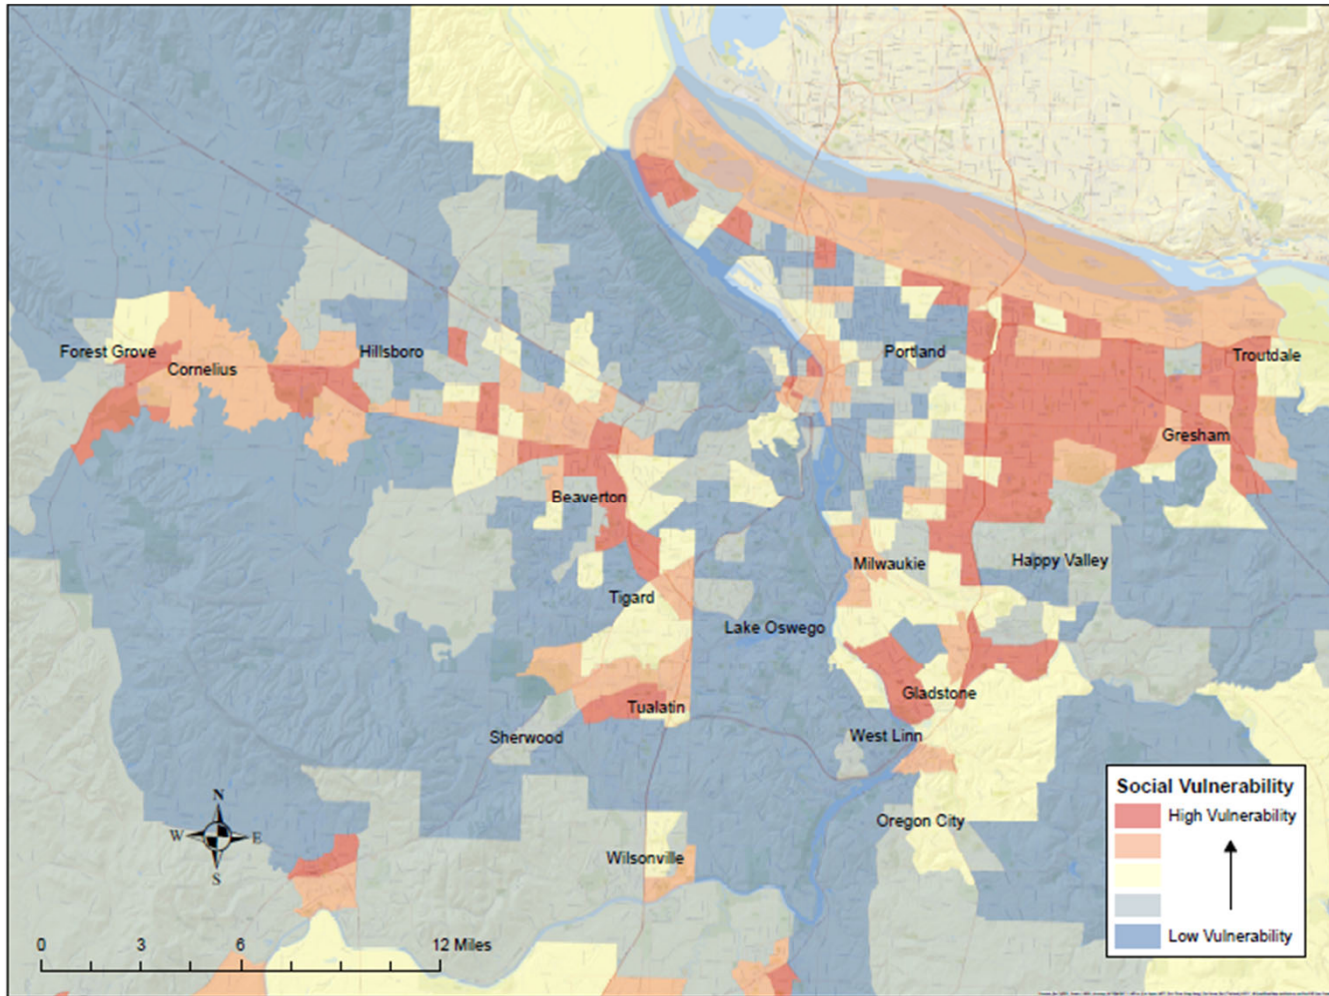 Forest Grove
Cornelius
Hillsboro
Portland
Troutdale
Gresham
Beaverton
Milwaukie
Happy Valley
Tigard
Lake Oswego
Gladstone
Tualatin
Sherwood
West Linn
Oregon City
Wilsonville
N
W E
S
0 3 6 12 Miles
Social Vulnerability
High Vulnerability
Low Vulnerability